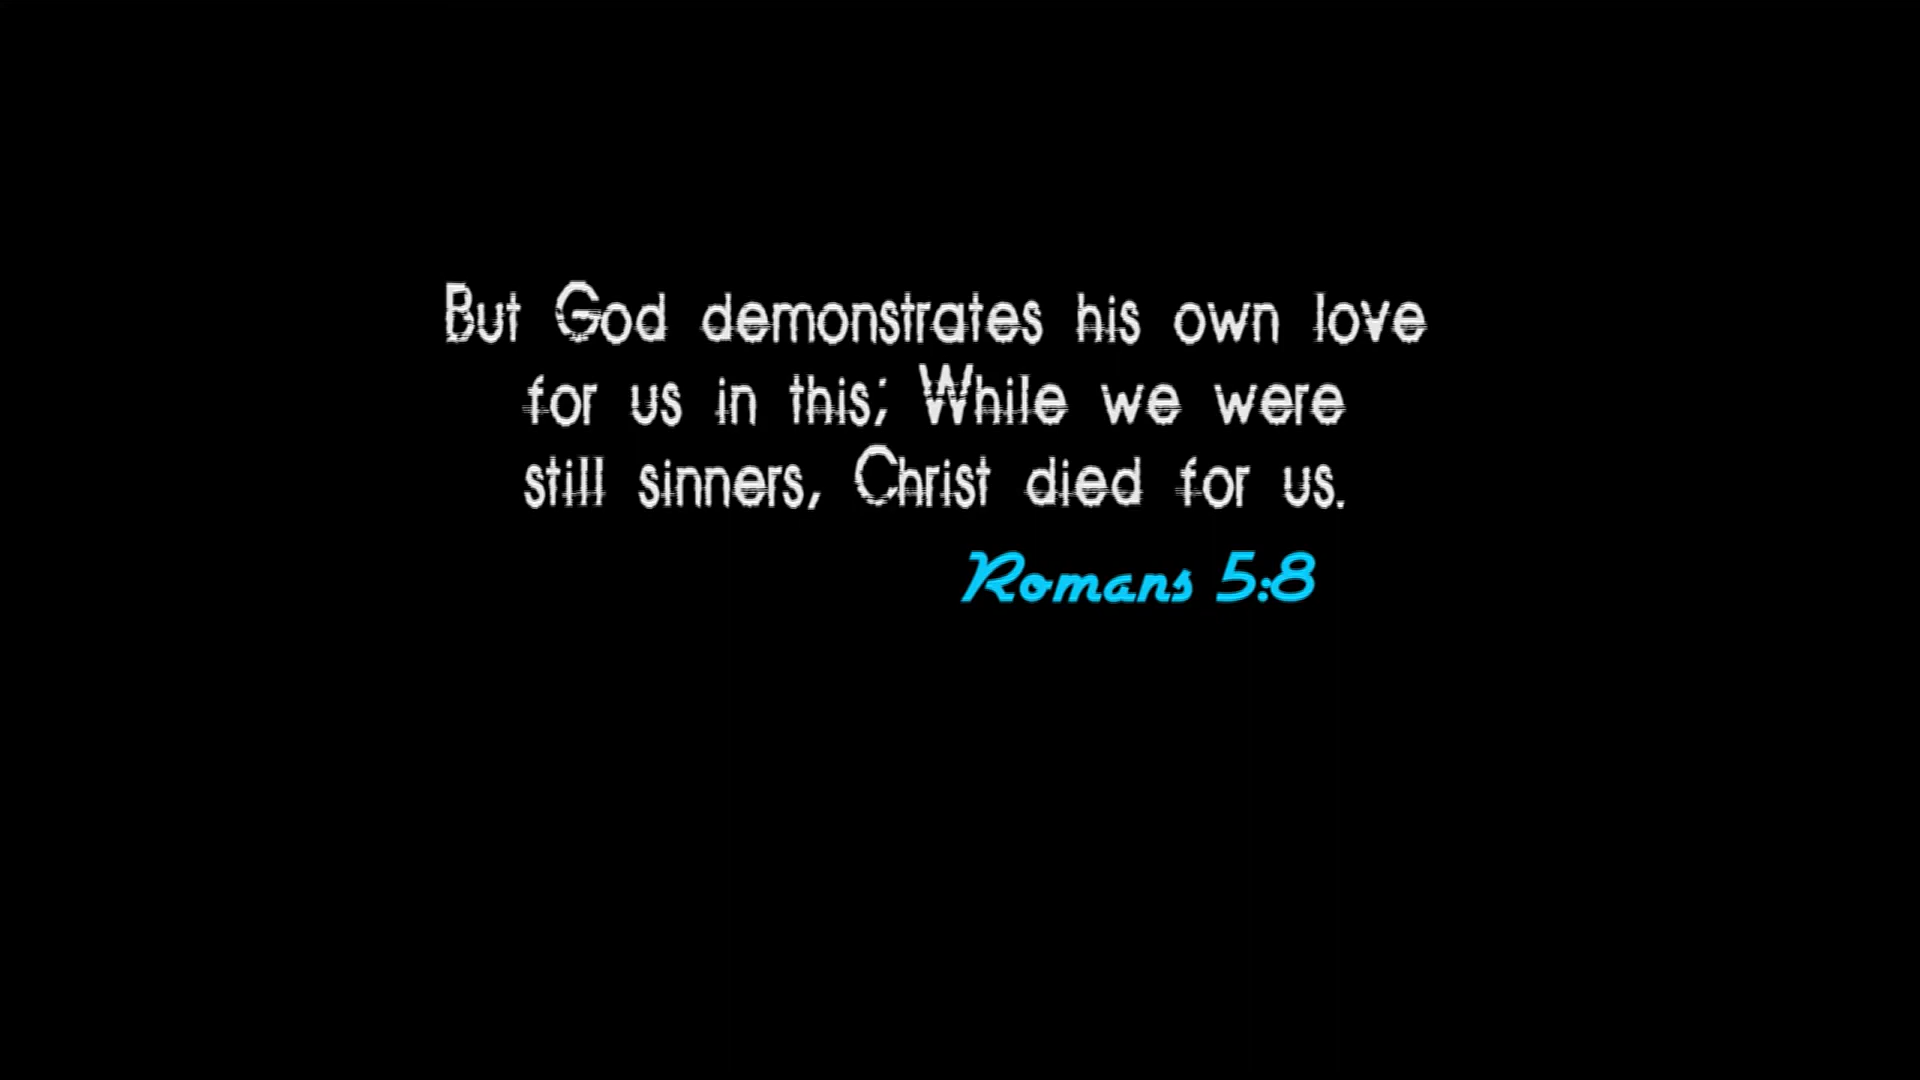 But God demonstrates his own love
for us in this; While we were
still sinners, Christ died for us.
Romans 5:8